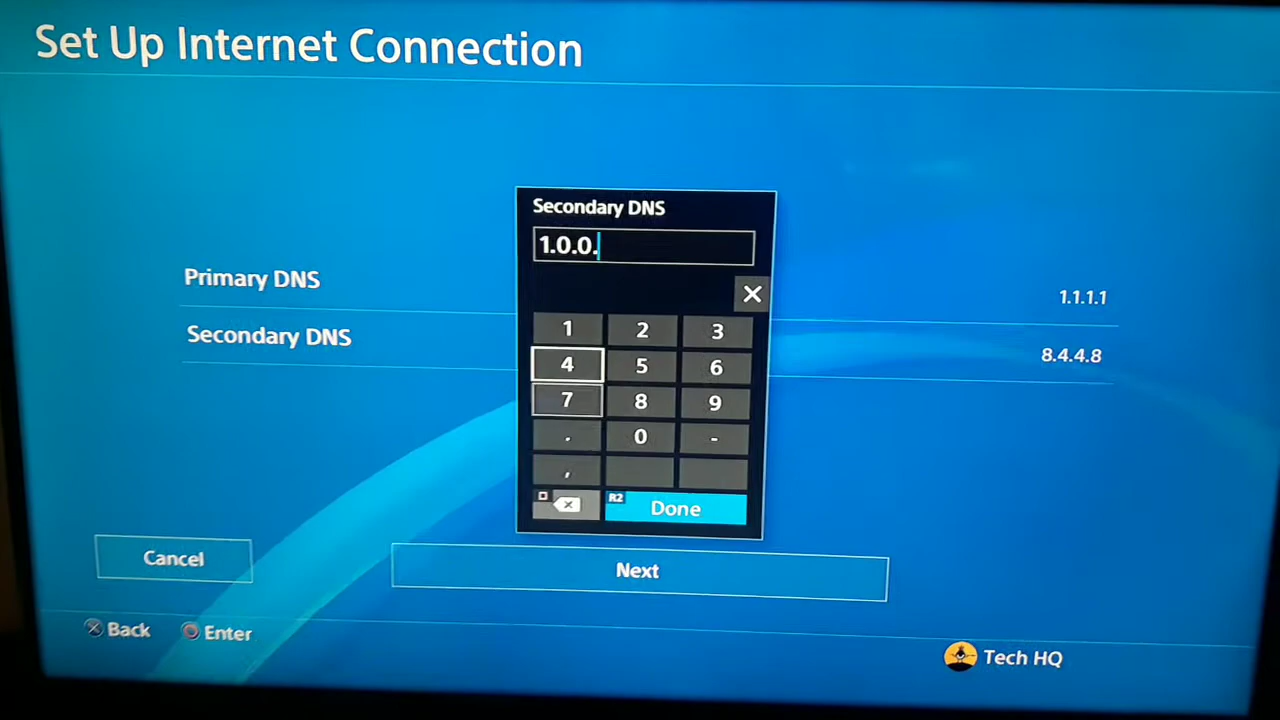 Set Up Internet Connection
Secondary DNS
1.0.0.
Primary DNS
1.1.1.1
Secondary DNS
8.4.4.8
1 2 3
4 5 6
7 8 9
. 0 -
,
R2
Done
Cancel
Next
Back
Enter
Tech HQ